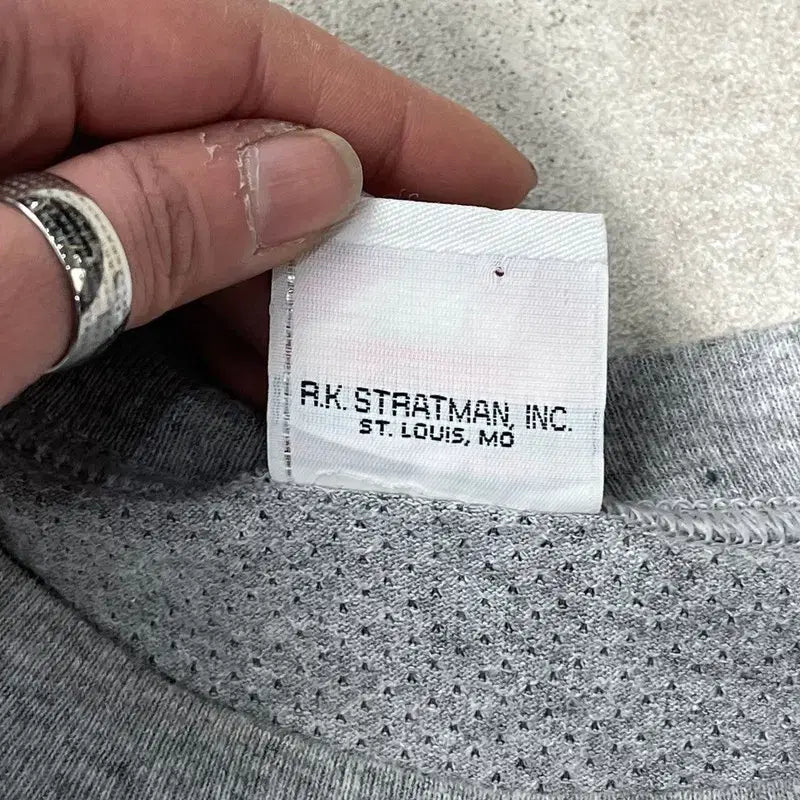 R.K. STRATMAN, INC.
ST. LOUIS, MO